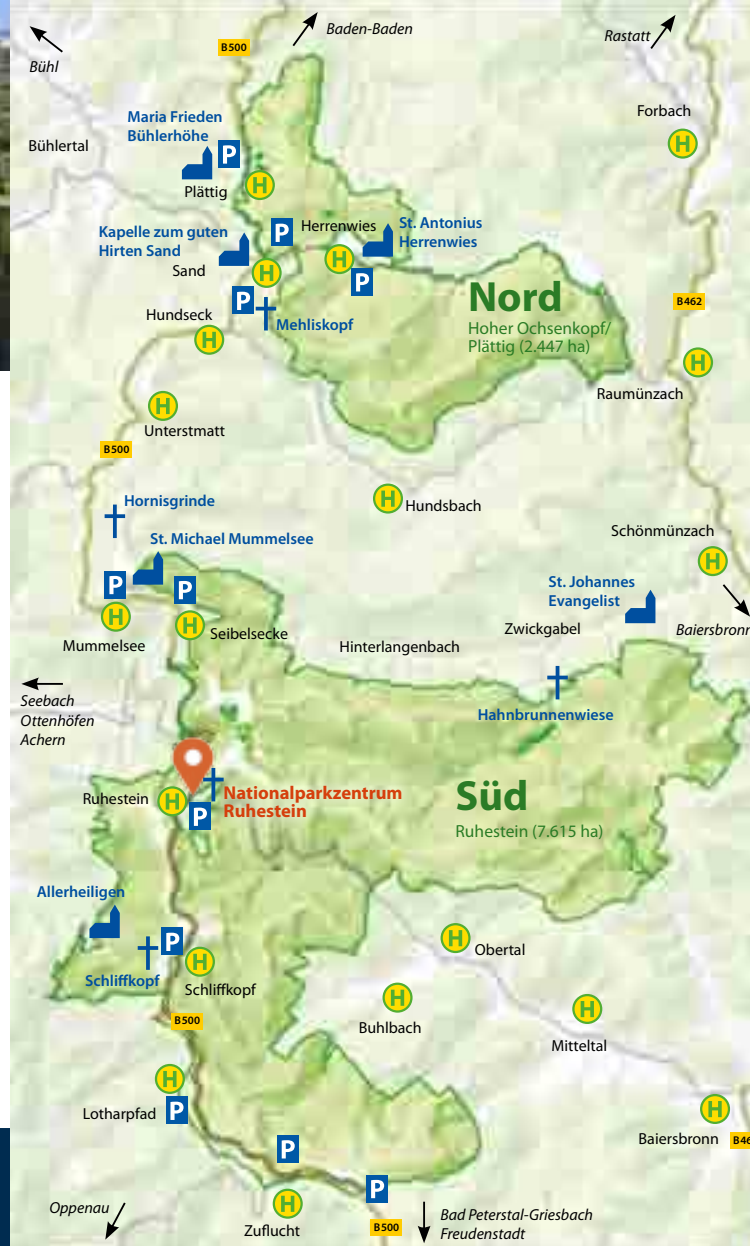 Baden-Baden
Rastatt
B500
Bühl
Forbach
H
Maria Frieden
Bühlerhöhe
P
Bühlertal
Plättig
H
Kapelle zum guten
Hirten Sand
P
Herrenwies
St. Antonius
Herrenwies
Sand
H
H
P
Nord
Hoher Ochsenkopf/
Plättig (2.447 ha)
P
B462
Hundseck
Mehliskopf
H
H
Raumünzach
H
Unterstmatt
B500
H
Hundsbach
Hornisgrinde
Schönmünzach
St. Michael Mummelsee
H
P
P
St. Johannes
Evangelist
H
H
Seibelsecke
Zwickgabel
Baiersbronn
Mummelsee
Hinterlangenbach
Seebach
Ottenhöfen
Achern
Hahnbrunnenwiese
Ruhestein
H
Nationalparkzentrum
Ruhestein
P
Süd
Ruhestein (7.615 ha)
Allerheiligen
P
H
Obertal
Schliffkopf
H
Schliffkopf
H
Buhlbach
B500
H
Mitteltal
H
Lotharpfad
P
H
Baiersbronn
B46
P
P
Oppenau
H
Zuflucht
B500
Bad Peterstal-Griesbach
Freudenstadt